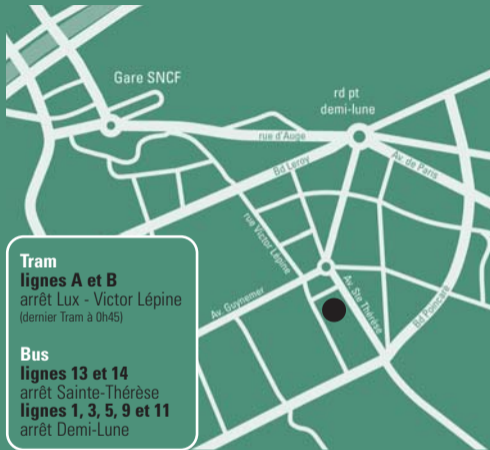 Gare SNCF
rd pt
demi-lune
rue d'Auge
Bd Leroy
Av. de Paris
rue Victor Lépine
Av. Guynemer
Av. Ste Thérèse
Bd Poincaré
Tram
lignes A et B
arrêt Lux - Victor Lépine
(dernier Tram à 0h45)
Bus
lignes 13 et 14
arrêt Sainte-Thérèse
lignes 1, 3, 5, 9 et 11
arrêt Demi-Lune